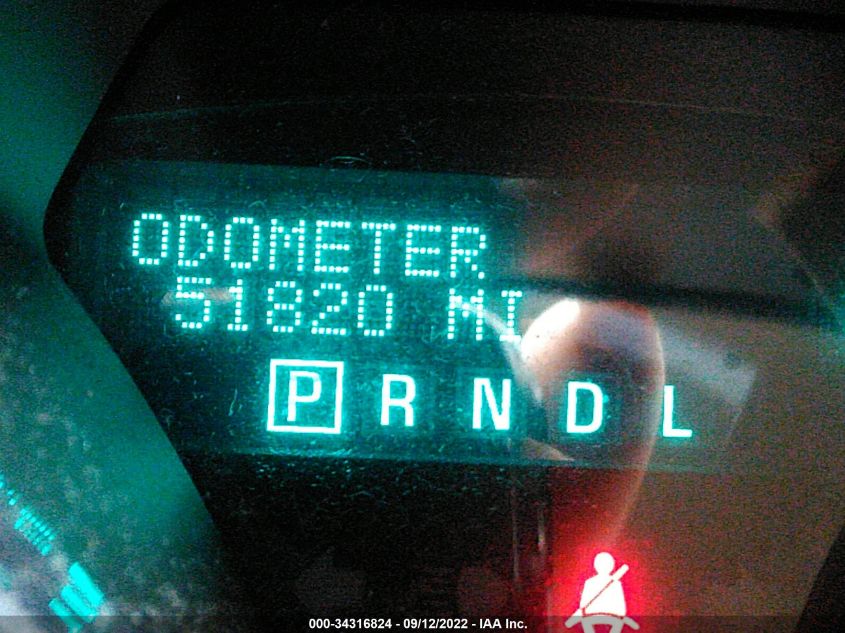 ODOMETER
51820 MI
P R N D L
000-34316824 - 09/12/2022 - IAA Inc.